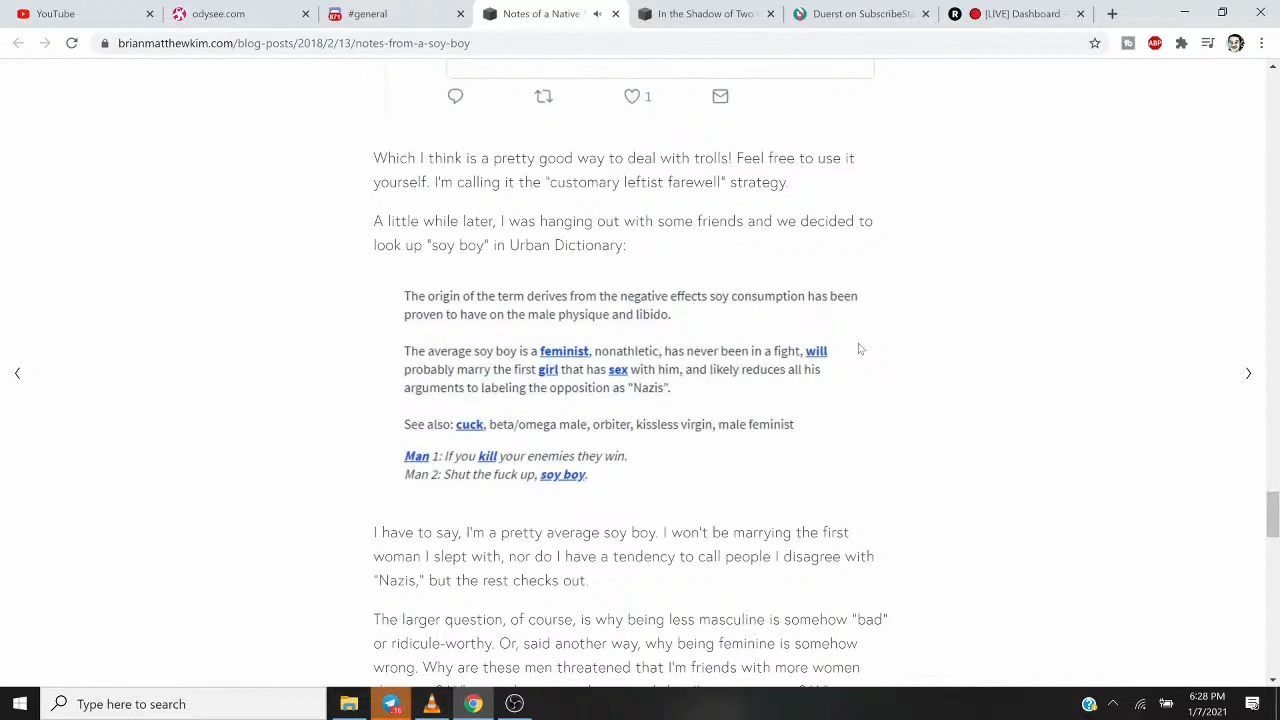 YouTube
odysee.com
871
#general
Notes of a Native
In the Shadow of Two
Duerst on SubscribeSta
R
[LIVE] Dashboard –
brianmatthewkim.com/blog-posts/2018/2/13/notes-from-a-soy-boy
tb
ABP
1
Which I think is a pretty good way to deal with trolls! Feel free to use it
yourself. I'm calling it the "customary leftist farewell" strategy.
A little while later, I was hanging out with some friends and we decided to
look up "soy boy" in Urban Dictionary:
The origin of the term derives from the negative effects soy consumption has been
proven to have on the male physique and libido.
The average soy boy is a feminist, nonathletic, has never been in a fight, will
probably marry the first girl that has sex with him, and likely reduces all his
arguments to labeling the opposition as "Nazis".
See also: cuck, beta/omega male, orbiter, kissless virgin, male feminist
Man 1: If you kill your enemies they win.
Man 2: Shut the fuck up, soy boy.
I have to say, I'm a pretty average soy boy. I won't be marrying the first
woman I slept with, nor do I have a tendency to call people I disagree with
"Nazis," but the rest checks out.
The larger question, of course, is why being less masculine is somehow "bad"
or ridicule-worthy. Or, said another way, why being feminine is somehow
wrong. Why are these men threatened that I'm friends with more women
Type here to search
16
6:28 PM
1/7/2021